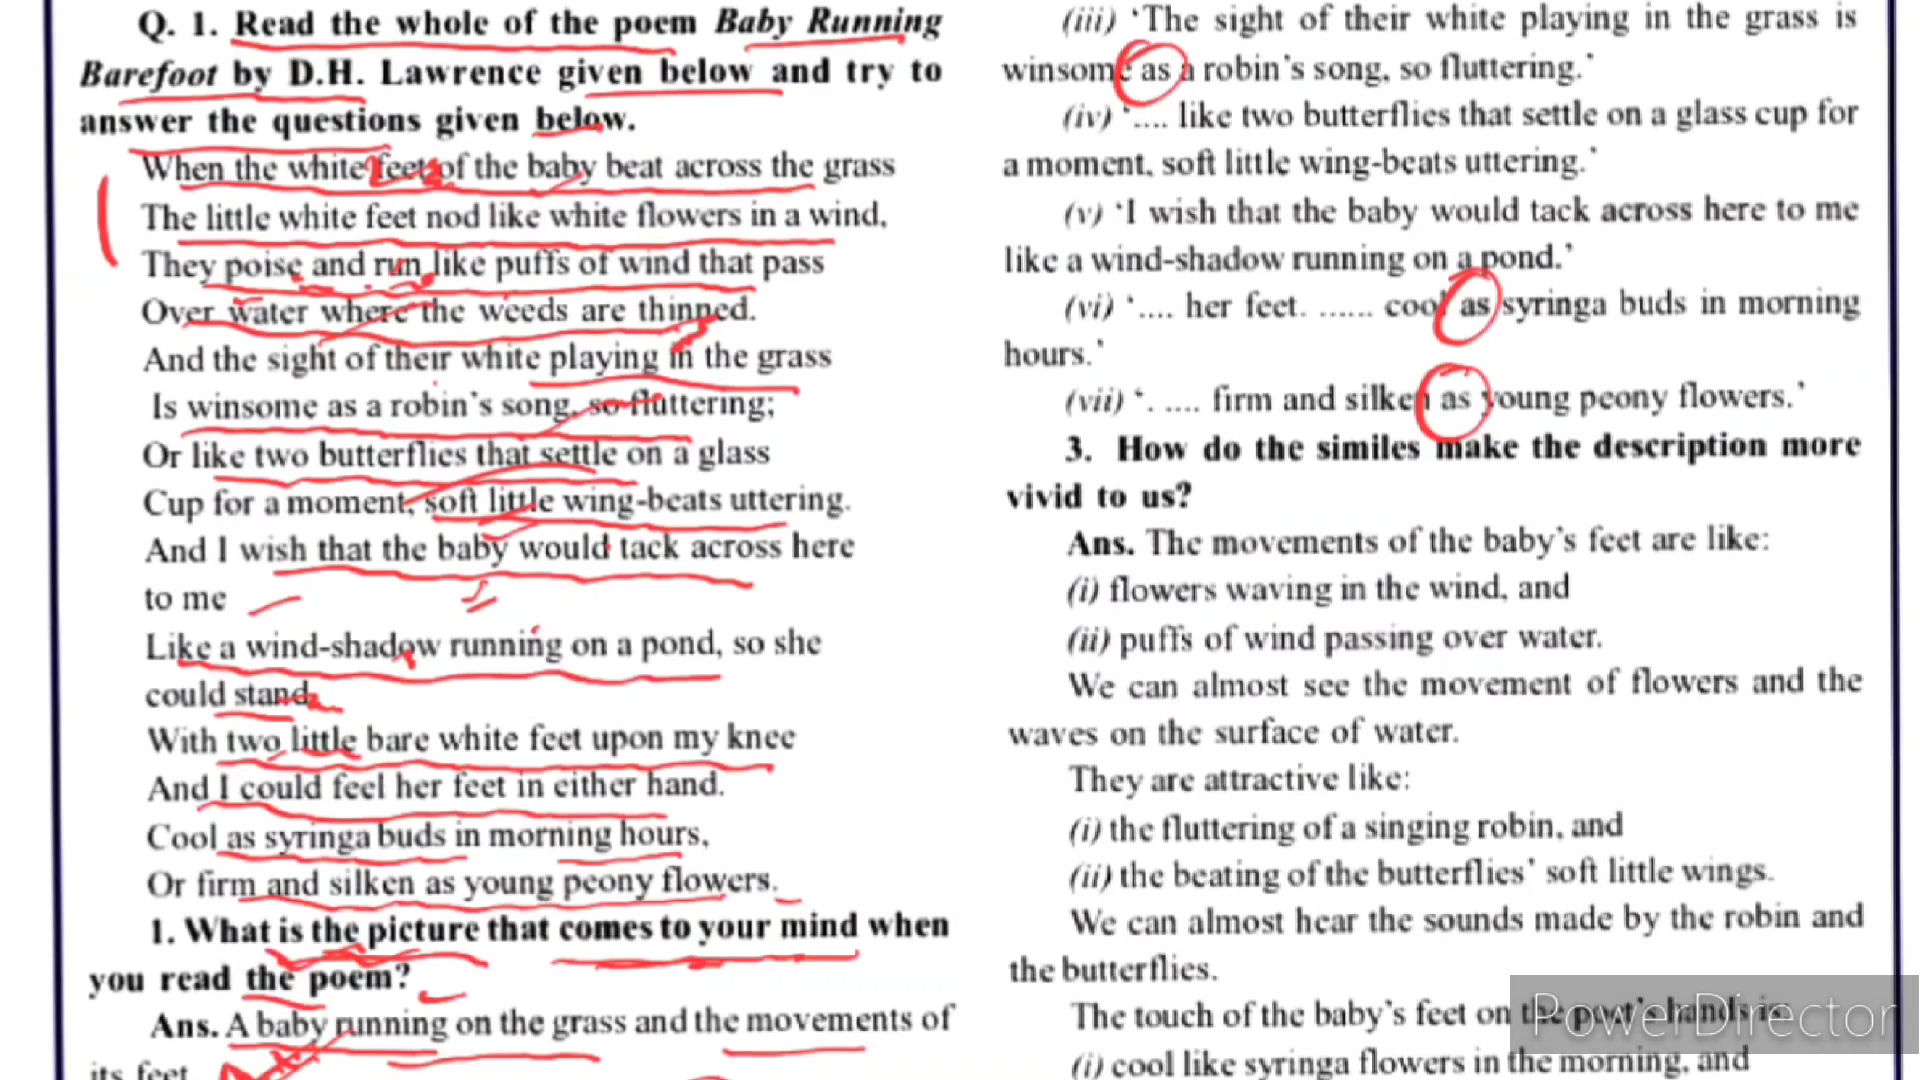 Q. 1. Read the whole of the poem Baby Running
Barefoot by D.H. Lawrence given below and try to
answer the questions given below.
When the white feet of the baby beat across the grass
The little white feet nod like white flowers in a wind,
They poise and run like puffs of wind that pass
Over water where the weeds are thinned.
And the sight of their white playing in the grass
Is winsome as a robin's song, so fluttering;
Or like two butterflies that settle on a glass
Cup for a moment, soft little wing-beats uttering.
And I wish that the baby would tack across here
to me
Like a wind-shadow running on a pond, so she
could stand
With two little bare white feet upon my knee
And I could feel her feet in either hand.
Cool as syringa buds in morning hours,
Or firm and silken as young peony flowers.
1. What is the picture that comes to your mind when
you read the poem?
Ans. A baby running on the grass and the movements of
its feet
(iii) 'The sight of their white playing in the grass is
winsome as a robin's song, so fluttering.'
(iv) '.... like two butterflies that settle on a glass cup for
a moment, soft little wing-beats uttering.'
(v) 'I wish that the baby would tack across here to me
like a wind-shadow running on a pond.'
(vi) '.... her feet. ...... cool as syringa buds in morning
hours.'
(vii) '. .... firm and silken as young peony flowers.'
3. How do the similes make the description more
vivid to us?
Ans. The movements of the baby's feet are like:
(i) flowers waving in the wind, and
(ii) puffs of wind passing over water.
We can almost see the movement of flowers and the
waves on the surface of water.
They are attractive like:
(i) the fluttering of a singing robin, and
(ii) the beating of the butterflies' soft little wings.
We can almost hear the sounds made by the robin and
the butterflies.
The touch of the baby's feet on the poet's hands is
(i) cool like syringa flowers in the morning, and
PowerDirector